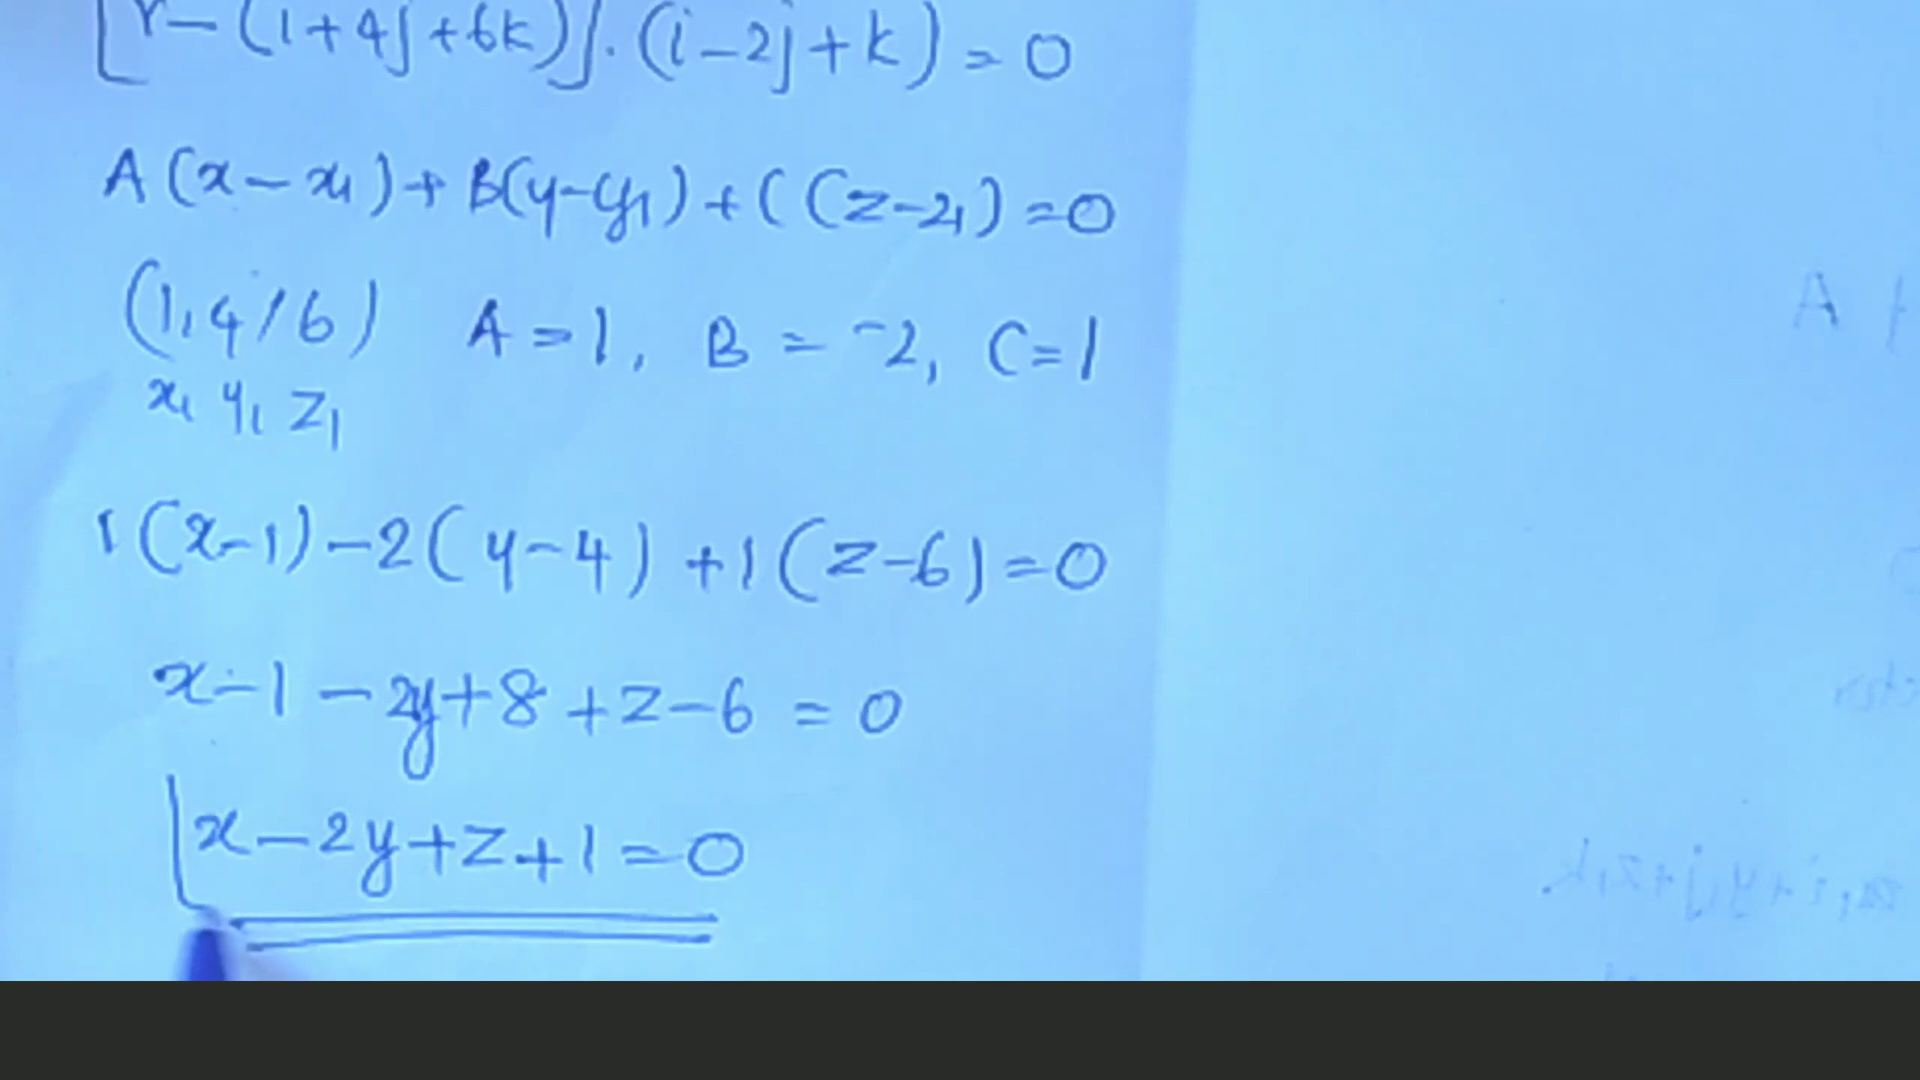 [r-(i+4j+6k)].(i-2j+k)=0
A(x-x₁)+B(y-y₁)+C(z-z₁)=0
(1,4,6) A=1, B=-2, C=1
x₁ y₁ z₁
1(x-1)-2(y-4)+1(z-6)=0
x-1-2y+8+z-6=0
x-2y+z+1=0